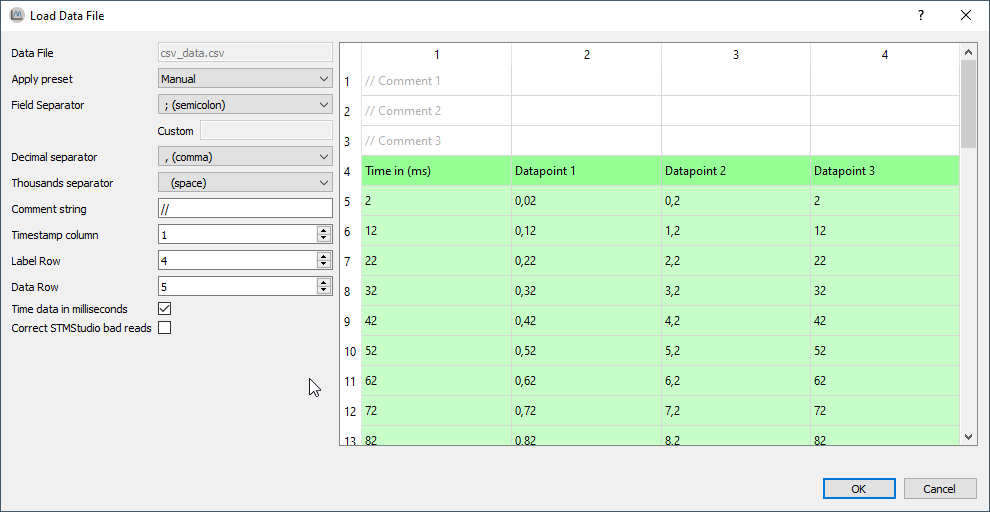 Load Data File
?
Data File csv_data.csv
Apply preset Manual
Field Separator ; (semicolon)
Custom
Decimal separator , (comma)
Thousands separator (space)
Comment string //
Timestamp column 1
Label Row 4
Data Row 5
Time data in milliseconds
Correct STMStudio bad reads
1 2 3 4
1 // Comment 1
2 // Comment 2
3 // Comment 3
4 Time in (ms) Datapoint 1 Datapoint 2 Datapoint 3
5 2 0,02 0,2 2
6 12 0,12 1,2 12
7 22 0,22 2,2 22
8 32 0,32 3,2 32
9 42 0,42 4,2 42
10 52 0,52 5,2 52
11 62 0,62 6,2 62
12 72 0,72 7,2 72
13 82 0,82 8,2 82
OK Cancel